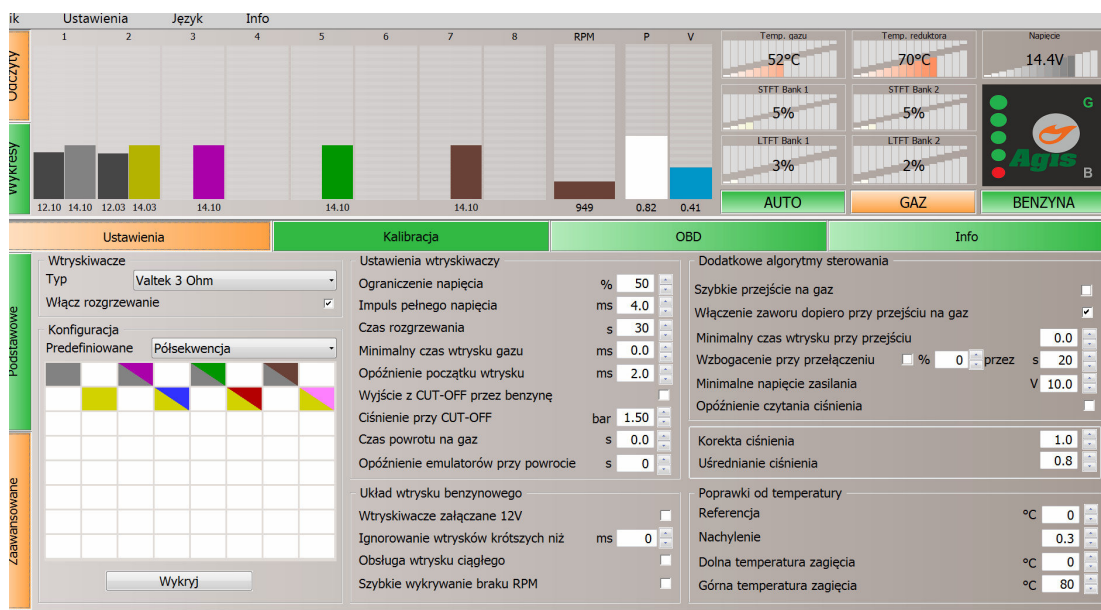 ik Ustawienia Język Info
1 2 3 4 5 6 7 8 RPM P V
Odczyty
Wykresy
12.10 14.10 12.03 14.03 14.10 14.10 14.10 949 0.82 0.41
Temp. gazu Temp. reduktora Napięcie
52°C 70°C 14.4V
STFT Bank 1 STFT Bank 2
5% 5%
LTFT Bank 1 LTFT Bank 2
3% 2%
G
Agis
B
AUTO GAZ BENZYNA
Ustawienia Kalibracja OBD Info
Podstawowe
Zaawansowane
Wtryskiwacze
Typ Valtek 3 Ohm
Włącz rozgrzewanie
Konfiguracja
Predefiniowane Półsekwencja
Wykryj
Ustawienia wtryskiwaczy
Ograniczenie napięcia % 50
Impuls pełnego napięcia ms 4.0
Czas rozgrzewania s 30
Minimalny czas wtrysku gazu ms 0.0
Opóźnienie początku wtrysku ms 2.0
Wyjście z CUT-OFF przez benzynę
Ciśnienie przy CUT-OFF bar 1.50
Czas powrotu na gaz s 0.0
Opóźnienie emulatorów przy powrocie s 0
Układ wtrysku benzynowego
Wtryskiwacze załączane 12V
Ignorowanie wtrysków krótszych niż ms 0
Obsługa wtrysku ciągłego
Szybkie wykrywanie braku RPM
Dodatkowe algorytmy sterowania
Szybkie przejście na gaz
Włączenie zaworu dopiero przy przejściu na gaz
Minimalny czas wtrysku przy przejściu 0.0
Wzbogacenie przy przełączeniu % 0 przez s 20
Minimalne napięcie zasilania V 10.0
Opóźnienie czytania ciśnienia
Korekta ciśnienia 1.0
Uśrednianie ciśnienia 0.8
Poprawki od temperatury
Referencja °C 0
Nachylenie 0.3
Dolna temperatura zagięcia °C 0
Górna temperatura zagięcia °C 80